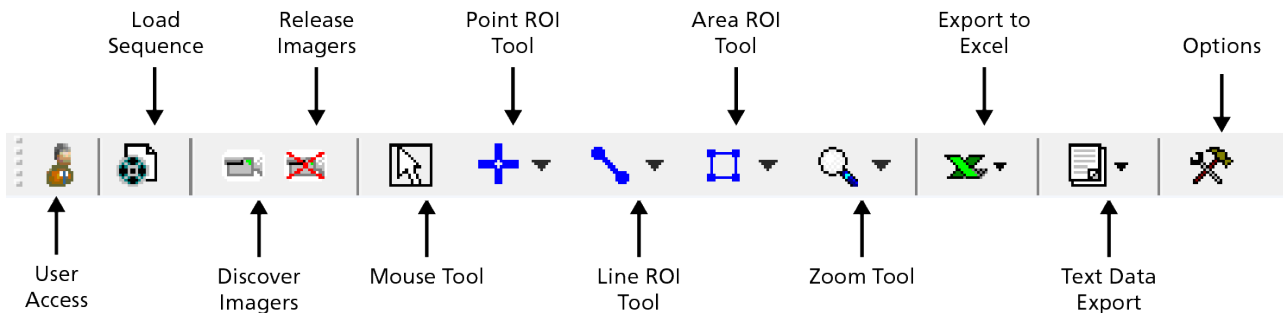 Load
Sequence
Release
Imagers
Point ROI
Tool
Area ROI
Tool
Export to
Excel
Options
User
Access
Discover
Imagers
Mouse Tool
Line ROI
Tool
Zoom Tool
Text Data
Export